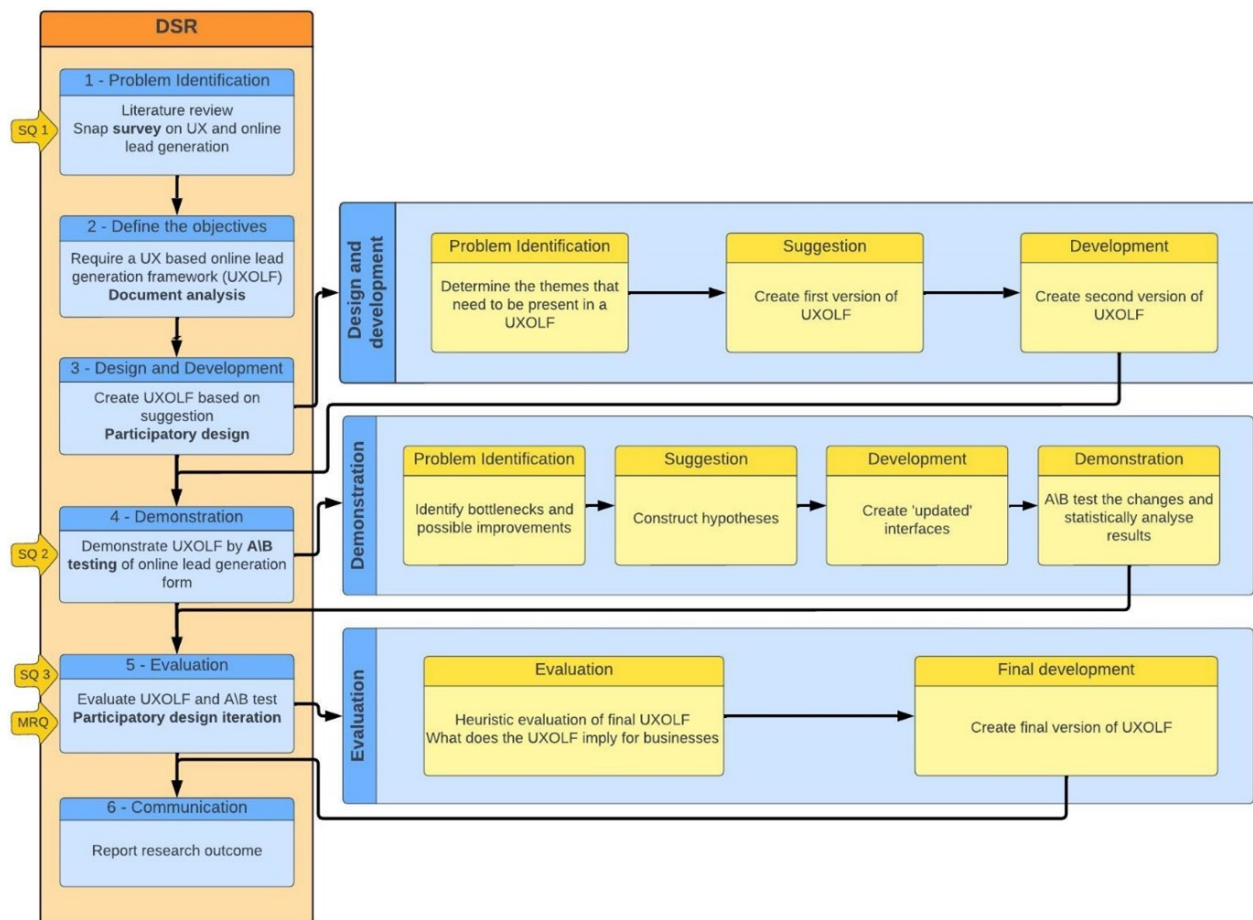 DSR
1 - Problem Identification
Literature review
Snap survey on UX and online
lead generation
SQ 1
2 - Define the objectives
Require a UX based online lead
generation framework (UXOLF)
Document analysis
3 - Design and Development
Create UXOLF based on
suggestion
Participatory design
4 - Demonstration
Demonstrate UXOLF by A\B
testing of online lead generation
form
SQ 2
5 - Evaluation
Evaluate UXOLF and A\B test
Participatory design iteration
SQ 3
MRQ
6 - Communication
Report research outcome
Design and
development
Problem Identification
Determine the themes that
need to be present in a
UXOLF
Suggestion
Create first version of
UXOLF
Development
Create second version of
UXOLF
Demonstration
Problem Identification
Identify bottlenecks and
possible improvements
Suggestion
Construct hypotheses
Development
Create 'updated'
interfaces
Demonstration
A\B test the changes and
statistically analyse
results
Evaluation
Evaluation
Heuristic evaluation of final UXOLF
What does the UXOLF imply for businesses
Final development
Create final version of UXOLF